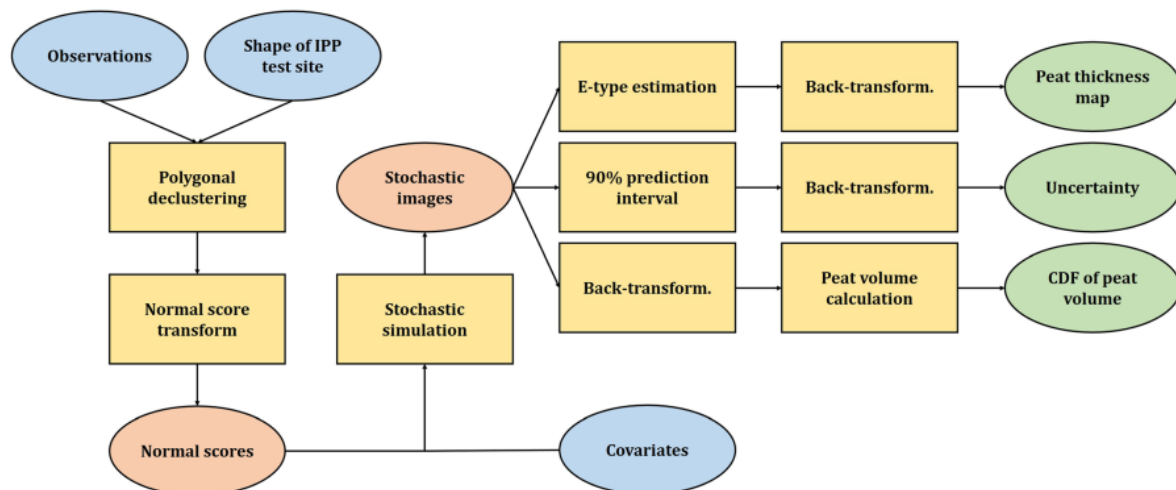 Observations
Shape of IPP
test site
Polygonal
declustering
Normal score
transform
Normal scores
Covariates
Stochastic
simulation
Stochastic
images
E-type estimation
Back-transform.
Peat thickness
map
90% prediction
interval
Back-transform.
Uncertainty
Back-transform.
Peat volume
calculation
CDF of peat
volume